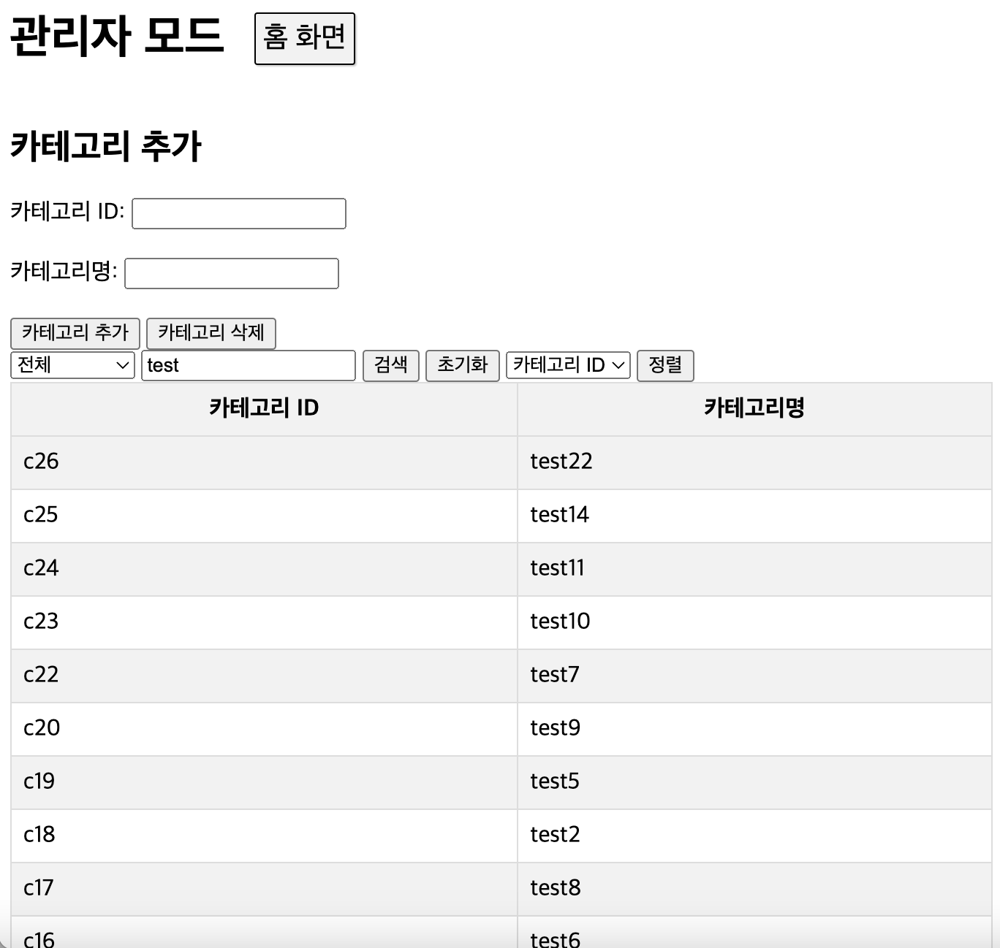 관리자 모드 홈 화면
카테고리 추가
카테고리 ID:
카테고리명:
카테고리 추가 카테고리 삭제
전체 test 검색 초기화 카테고리 ID 정렬
카테고리 ID 카테고리명
c26 test22
c25 test14
c24 test11
c23 test10
c22 test7
c20 test9
c19 test5
c18 test2
c17 test8
c16 test6